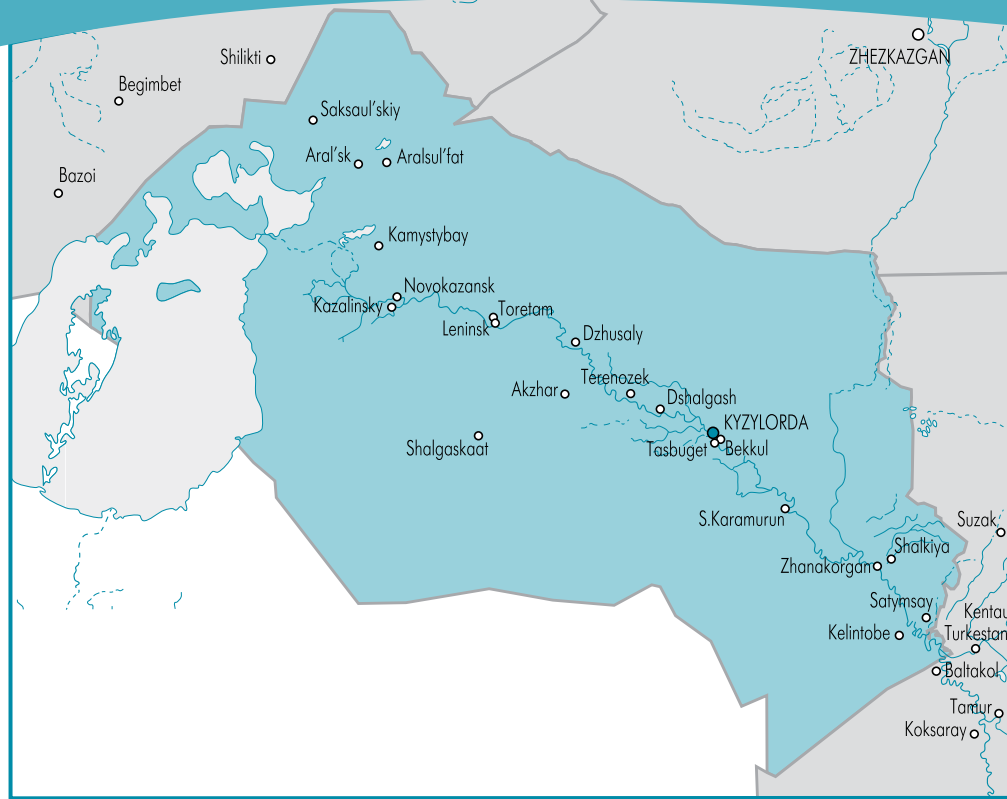 ZHEZKAZGAN
Shilikti
Begimbet
Saksaul'skiy
Aral'sk
Aralsul'fat
Bazoi
Kamystybay
Novokazansk
Kazalinsky
Toretam
Leninsk
Dzhusaly
Terenozek
Akzhar
Dshalgash
KYZYLORDA
Shalgaskaat
Tasbuget
Bekkul
S.Karamurun
Suzak
Shalkiya
Zhanakorgan
Satymsay
Kentau
Kelintobe
Turkestan
Baltakol
Tamur
Koksaray